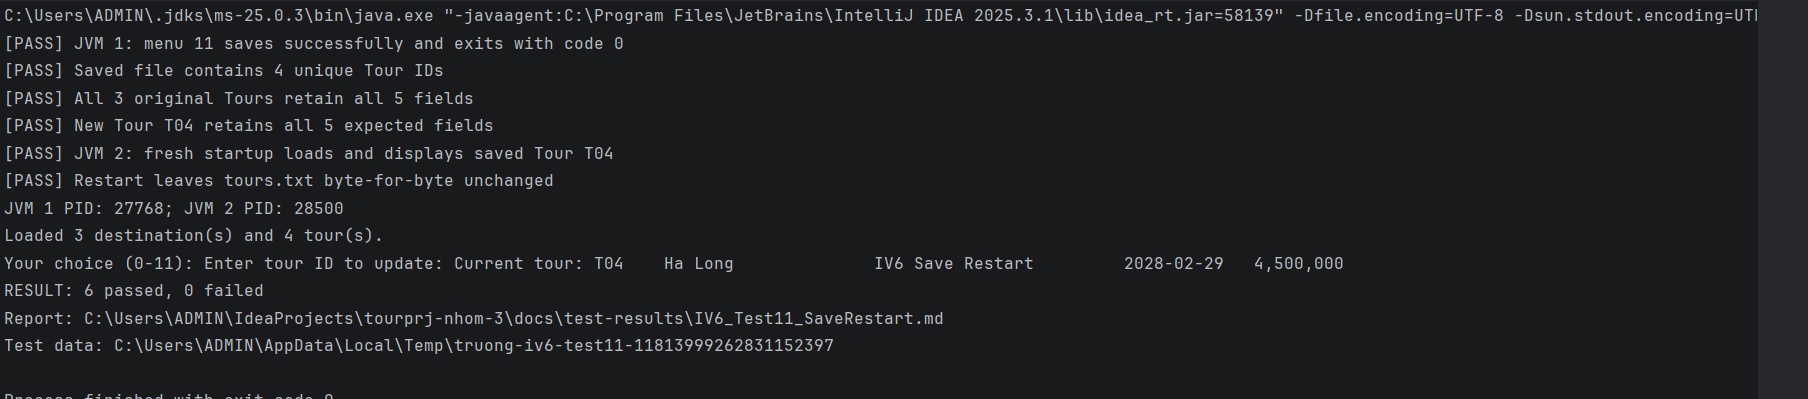 C:\Users\ADMIN\.jdks\ms-25.0.3\bin\java.exe "-javaagent:C:\Program Files\JetBrains\IntelliJ IDEA 2025.3.1\lib\idea_rt.jar=58139" -Dfile.encoding=UTF-8 -Dsun.stdout.encoding=UTF
[PASS] JVM 1: menu 11 saves successfully and exits with code 0
[PASS] Saved file contains 4 unique Tour IDs
[PASS] All 3 original Tours retain all 5 fields
[PASS] New Tour T04 retains all 5 expected fields
[PASS] JVM 2: fresh startup loads and displays saved Tour T04
[PASS] Restart leaves tours.txt byte-for-byte unchanged
JVM 1 PID: 27768; JVM 2 PID: 28500
Loaded 3 destination(s) and 4 tour(s).
Your choice (0-11): Enter tour ID to update: Current tour: T04    Ha Long              IV6 Save Restart         2028-02-29   4,500,000
RESULT: 6 passed, 0 failed
Report: C:\Users\ADMIN\IdeaProjects\tourprj-nhom-3\docs\test-results\IV6_Test11_SaveRestart.md
Test data: C:\Users\ADMIN\AppData\Local\Temp\truong-iv6-test11-11813999262831152397
Process finished with exit code 0